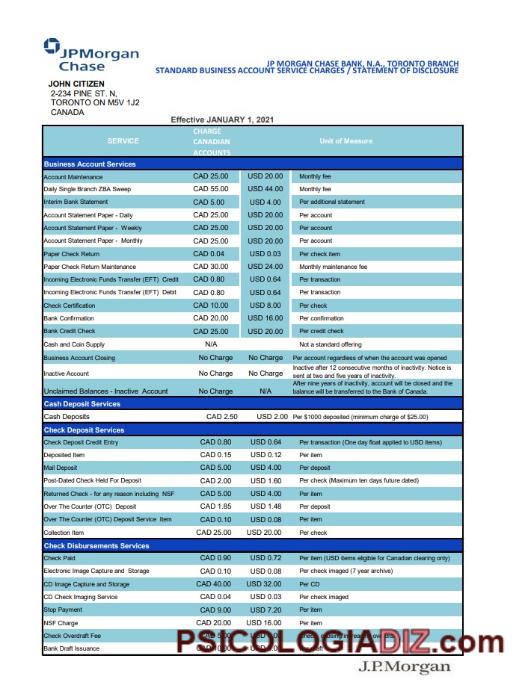 JPMorgan
Chase
JP MORGAN CHASE BANK, N.A., TORONTO BRANCH
STANDARD BUSINESS ACCOUNT SERVICE CHARGES / STATEMENT OF DISCLOSURE
JOHN CITIZEN
2-234 PINE ST. N,
TORONTO ON M5V 1J2
CANADA
Effective JANUARY 1, 2021
SERVICE CHARGE CANADIAN ACCOUNTS Unit of Measure
Business Account Services
Account Maintenance CAD 25.00 USD 20.00 Monthly fee
Daily Single Branch ZBA Sweep CAD 55.00 USD 44.00 Monthly fee
Interim Bank Statement CAD 5.00 USD 4.00 Per additional statement
Account Statement Paper - Daily CAD 25.00 USD 20.00 Per account
Account Statement Paper - Weekly CAD 25.00 USD 20.00 Per account
Account Statement Paper - Monthly CAD 25.00 USD 20.00 Per account
Paper Check Return CAD 0.04 USD 0.03 Per check item
Paper Check Return Maintenance CAD 30.00 USD 24.00 Monthly maintenance fee
Incoming Electronic Funds Transfer (EFT) Credit CAD 0.80 USD 0.64 Per transaction
Incoming Electronic Funds Transfer (EFT) Debit CAD 0.80 USD 0.64 Per transaction
Check Certification CAD 10.00 USD 8.00 Per check
Bank Confirmation CAD 20.00 USD 16.00 Per confirmation
Bank Credit Check CAD 25.00 USD 20.00 Per credit check
Cash and Coin Supply N/A Not a standard offering
Business Account Closing No Charge No Charge Per account regardless of when the account was opened
Inactive Account No Charge No Charge Inactive after 12 consecutive months of inactivity. Notice is
sent at two and five years of inactivity.
Unclaimed Balances - Inactive Account No Charge N/A After nine years of inactivity, account will be closed and the
balance will be transferred to the Bank of Canada.
Cash Deposit Services
Cash Deposits CAD 2.50 USD 2.00 Per $1000 deposited (minimum charge of $25.00)
Check Deposit Services
Check Deposit Credit Entry CAD 0.80 USD 0.64 Per transaction (One day float applied to USD items)
Deposited Item CAD 0.15 USD 0.12 Per item
Mail Deposit CAD 5.00 USD 4.00 Per deposit
Post-Dated Check Held For Deposit CAD 2.00 USD 1.60 Per check (Maximum ten days future dated)
Returned Check - for any reason including NSF CAD 5.00 USD 4.00 Per item
Over The Counter (OTC) Deposit CAD 1.85 USD 1.48 Per deposit
Over The Counter (OTC) Deposit Service Item CAD 0.10 USD 0.08 Per item
Collection Item CAD 25.00 USD 20.00 Per check
Check Disbursements Services
Check Paid CAD 0.90 USD 0.72 Per item (USD items eligible for Canadian clearing only)
Electronic Image Capture and Storage CAD 0.10 USD 0.08 Per check imaged (7 year archive)
CD Image Capture and Storage CAD 40.00 USD 32.00 Per CD
CD Check Imaging Service CAD 0.04 USD 0.03 Per check imaged
Stop Payment CAD 9.00 USD 7.20 Per item
NSF Charge CAD 20.00 USD 16.00 Per item
Check Overdraft Fee
Bank Draft Issuance
PSICOLOGIADIZ.com
J.P.Morgan